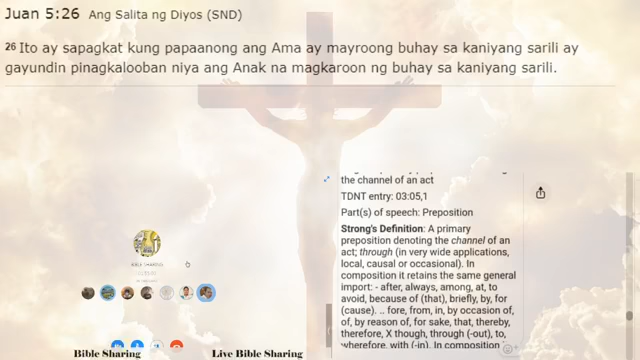 Juan 5:26 Ang Salita ng Diyos (SND)
26 Ito ay sapagkat kung papaanong ang Ama ay mayroong buhay sa kaniyang sarili ay
gayundin pinagkalooban niya ang Anak na magkaroon ng buhay sa kaniyang sarili.
the channel of an act
TDNT entry: 03:05,1
Part(s) of speech: Preposition
Strong's Definition: A primary
preposition denoting the channel of an
act; through (in very wide applications,
local, causal or occasional). In
composition it retains the same general
import: - after, always, among, at, to
avoid, because of (that), briefly, by, for
(cause). .. fore, from, in, by occasion of,
of, by reason of, for sake, that, thereby,
therefore, X though, through (-out), to,
wherefore, with (-in). In composition
Bible Sharing
Live Bible Sharing